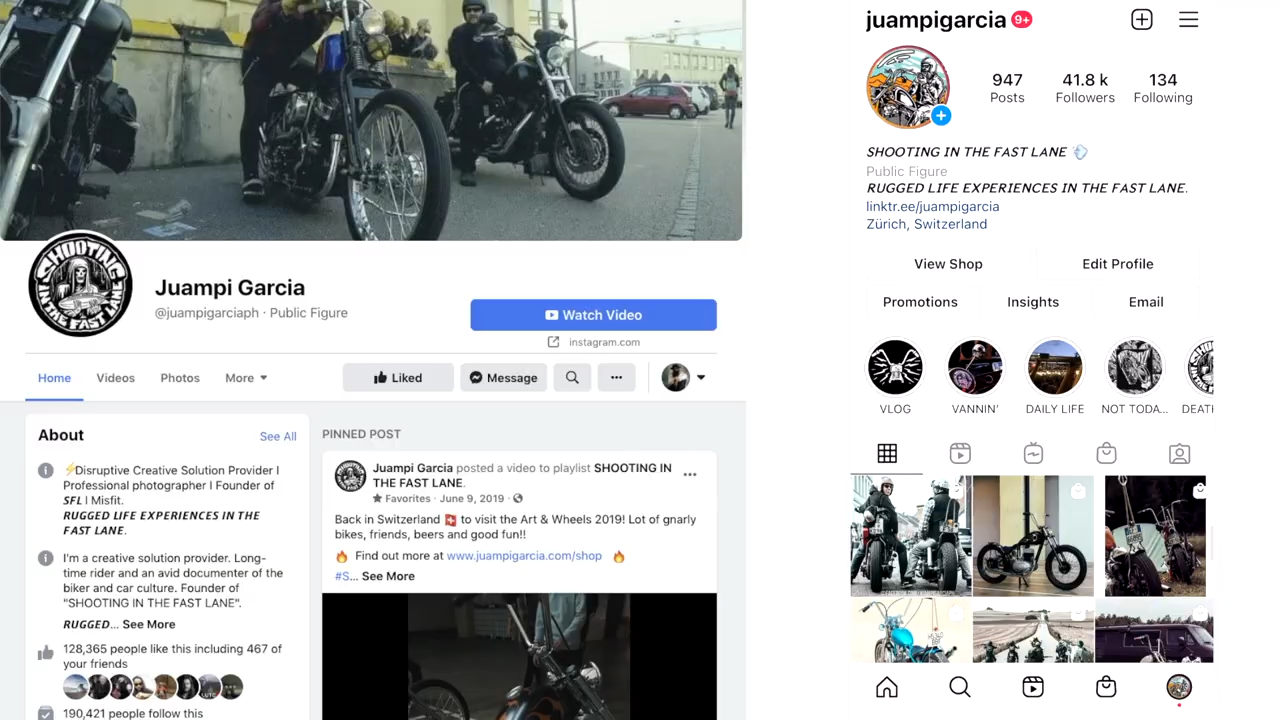 SHOOTING
IN THE FAST LANE
Juampi Garcia
@juampigarciaph · Public Figure
Watch Video
instagram.com
Home
Videos
Photos
More
Liked
Message
About
See All
⚡Disruptive Creative Solution Provider I
Professional photographer I Founder of
SFL I Misfit.
RUGGED LIFE EXPERIENCES IN THE
FAST LANE.
I'm a creative solution provider. Long-
time rider and an avid documenter of the
biker and car culture. Founder of
"SHOOTING IN THE FAST LANE".
RUGGED... See More
128,365 people like this including 467 of
your friends
190,421 people follow this
PINNED POST
Juampi Garcia posted a video to playlist SHOOTING IN
THE FAST LANE.
Favorites · June 9, 2019 ·
Back in Switzerland 🇨🇭 to visit the Art & Wheels 2019! Lot of gnarly
bikes, friends, beers and good fun!!
🔥 Find out more at www.juampigarcia.com/shop 🔥
#S... See More
juampigarcia 9+
947
Posts
41.8 k
Followers
134
Following
SHOOTING IN THE FAST LANE 💨
Public Figure
RUGGED LIFE EXPERIENCES IN THE FAST LANE.
linktr.ee/juampigarcia
Zürich, Switzerland
View Shop
Edit Profile
Promotions
Insights
Email
VLOG
VANNIN'
DAILY LIFE
NOT TODA...
DEATH